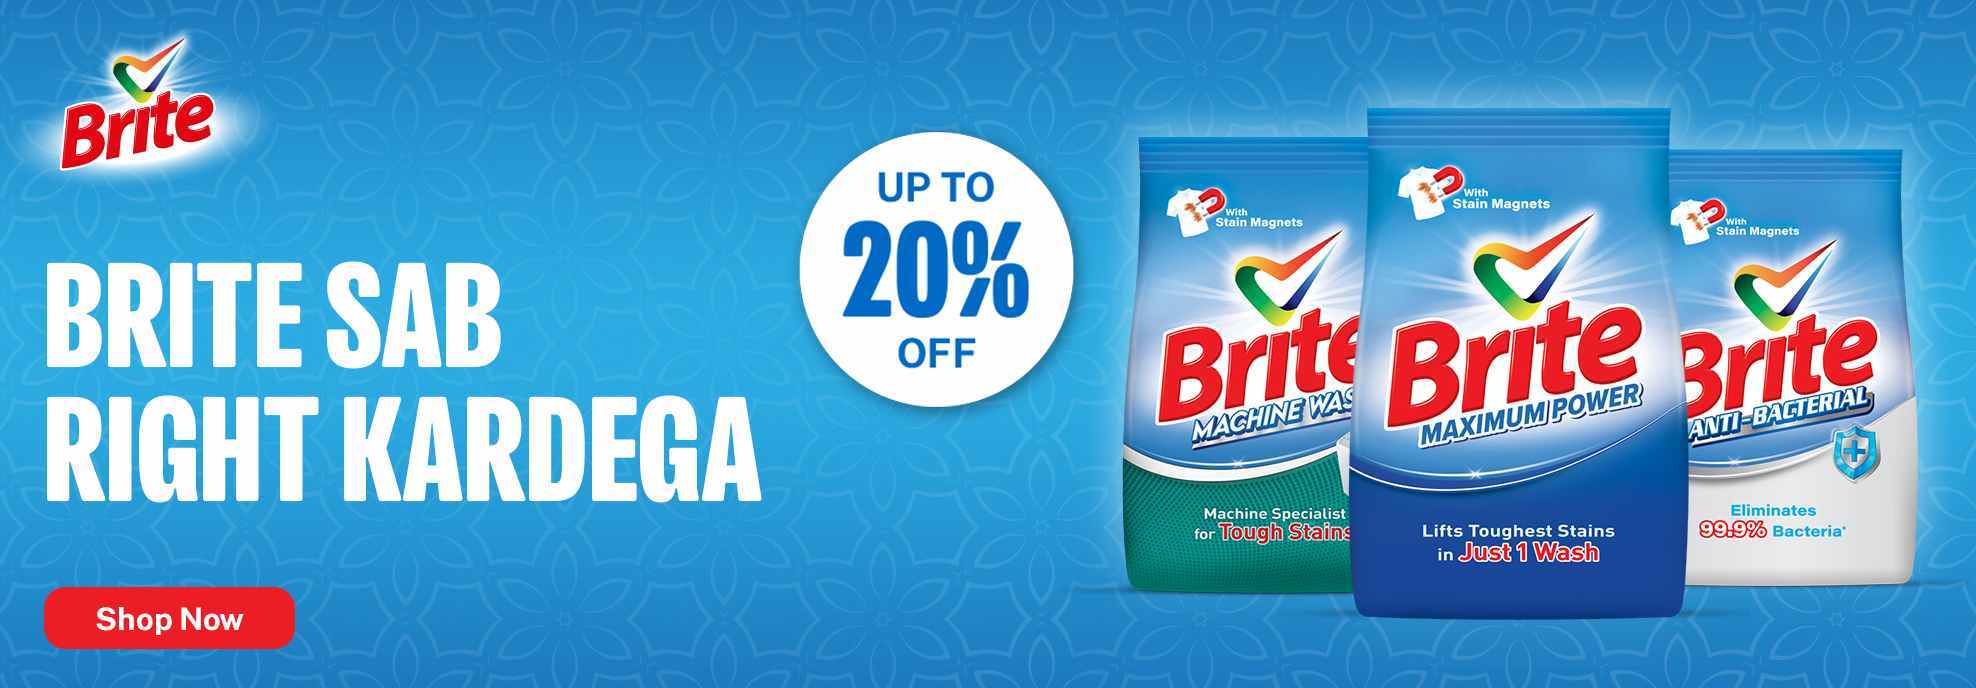 Brite
BRITE SAB
RIGHT KARDEGA
Shop Now
UP TO
20%
OFF
With
Stain Magnets
Brite
MACHINE WAS
Machine Specialist
for Tough Stains
With
Stain Magnets
Brite
MAXIMUM POWER
Lifts Toughest Stains
in Just 1 Wash
With
Stain Magnets
Brite
ANTI-BACTERIAL
Eliminates
99.9% Bacteria*